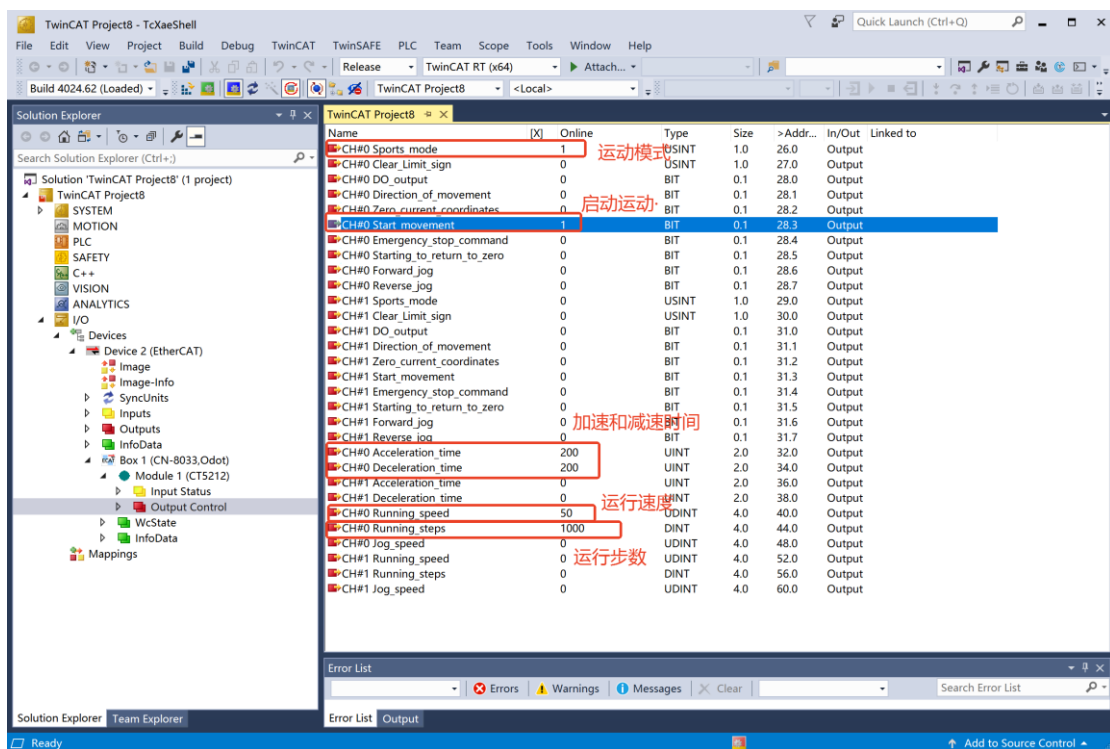 TwinCAT Project8 - TcXaeShell
Quick Launch (Ctrl+Q)
File Edit View Project Build Debug TwinCAT TwinSAFE PLC Team Scope Tools Window Help
Release TwinCAT RT (x64) Attach...
Build 4024.62 (Loaded) TwinCAT Project8 <Local>
Solution Explorer
Search Solution Explorer (Ctrl+;)
Solution 'TwinCAT Project8' (1 project)
TwinCAT Project8
SYSTEM
MOTION
PLC
SAFETY
C++
VISION
ANALYTICS
I/O
Devices
Device 2 (EtherCAT)
Image
Image-Info
SyncUnits
Inputs
Outputs
InfoData
Box 1 (CN-8033,Odot)
Module 1 (CT5212)
Input Status
Output Control
WcState
InfoData
Mappings
Solution Explorer Team Explorer
TwinCAT Project8
Name [X] Online Type Size >Addr... In/Out Linked to
CH#0 Sports_mode 1 USINT 1.0 26.0 Output
运动模式
CH#0 Clear_Limit_sign 0 USINT 1.0 27.0 Output
CH#0 DO_output 0 BIT 0.1 28.0 Output
CH#0 Direction_of_movement 0 BIT 0.1 28.1 Output
启动运动·
CH#0 Zero_current_coordinates 0 BIT 0.1 28.2 Output
CH#0 Start_movement 1 BIT 0.1 28.3 Output
CH#0 Emergency_stop_command 0 BIT 0.1 28.4 Output
CH#0 Starting_to_return_to_zero 0 BIT 0.1 28.5 Output
CH#0 Forward_jog 0 BIT 0.1 28.6 Output
CH#0 Reverse_jog 0 BIT 0.1 28.7 Output
CH#1 Sports_mode 0 USINT 1.0 29.0 Output
CH#1 Clear_Limit_sign 0 USINT 1.0 30.0 Output
CH#1 DO_output 0 BIT 0.1 31.0 Output
CH#1 Direction_of_movement 0 BIT 0.1 31.1 Output
CH#1 Zero_current_coordinates 0 BIT 0.1 31.2 Output
CH#1 Start_movement 0 BIT 0.1 31.3 Output
CH#1 Emergency_stop_command 0 BIT 0.1 31.4 Output
CH#1 Starting_to_return_to_zero 0 BIT 0.1 31.5 Output
CH#1 Forward_jog 0 BIT 0.1 31.6 Output
加速和减速时间
CH#1 Reverse_jog 0 BIT 0.1 31.7 Output
CH#0 Acceleration_time 200 UINT 2.0 32.0 Output
CH#0 Deceleration_time 200 UINT 2.0 34.0 Output
CH#1 Acceleration_time 0 UINT 2.0 36.0 Output
CH#1 Deceleration_time 0 UINT 2.0 38.0 Output
运行速度
CH#0 Running_speed 50 UDINT 4.0 40.0 Output
CH#0 Running_steps 1000 DINT 4.0 44.0 Output
CH#0 Jog_speed 0 UDINT 4.0 48.0 Output
运行步数
CH#1 Running_speed 0 UDINT 4.0 52.0 Output
CH#1 Running_steps 0 DINT 4.0 56.0 Output
CH#1 Jog_speed 0 UDINT 4.0 60.0 Output
Error List
Errors Warnings Messages Clear Search Error List
Error List Output
Ready Add to Source Control